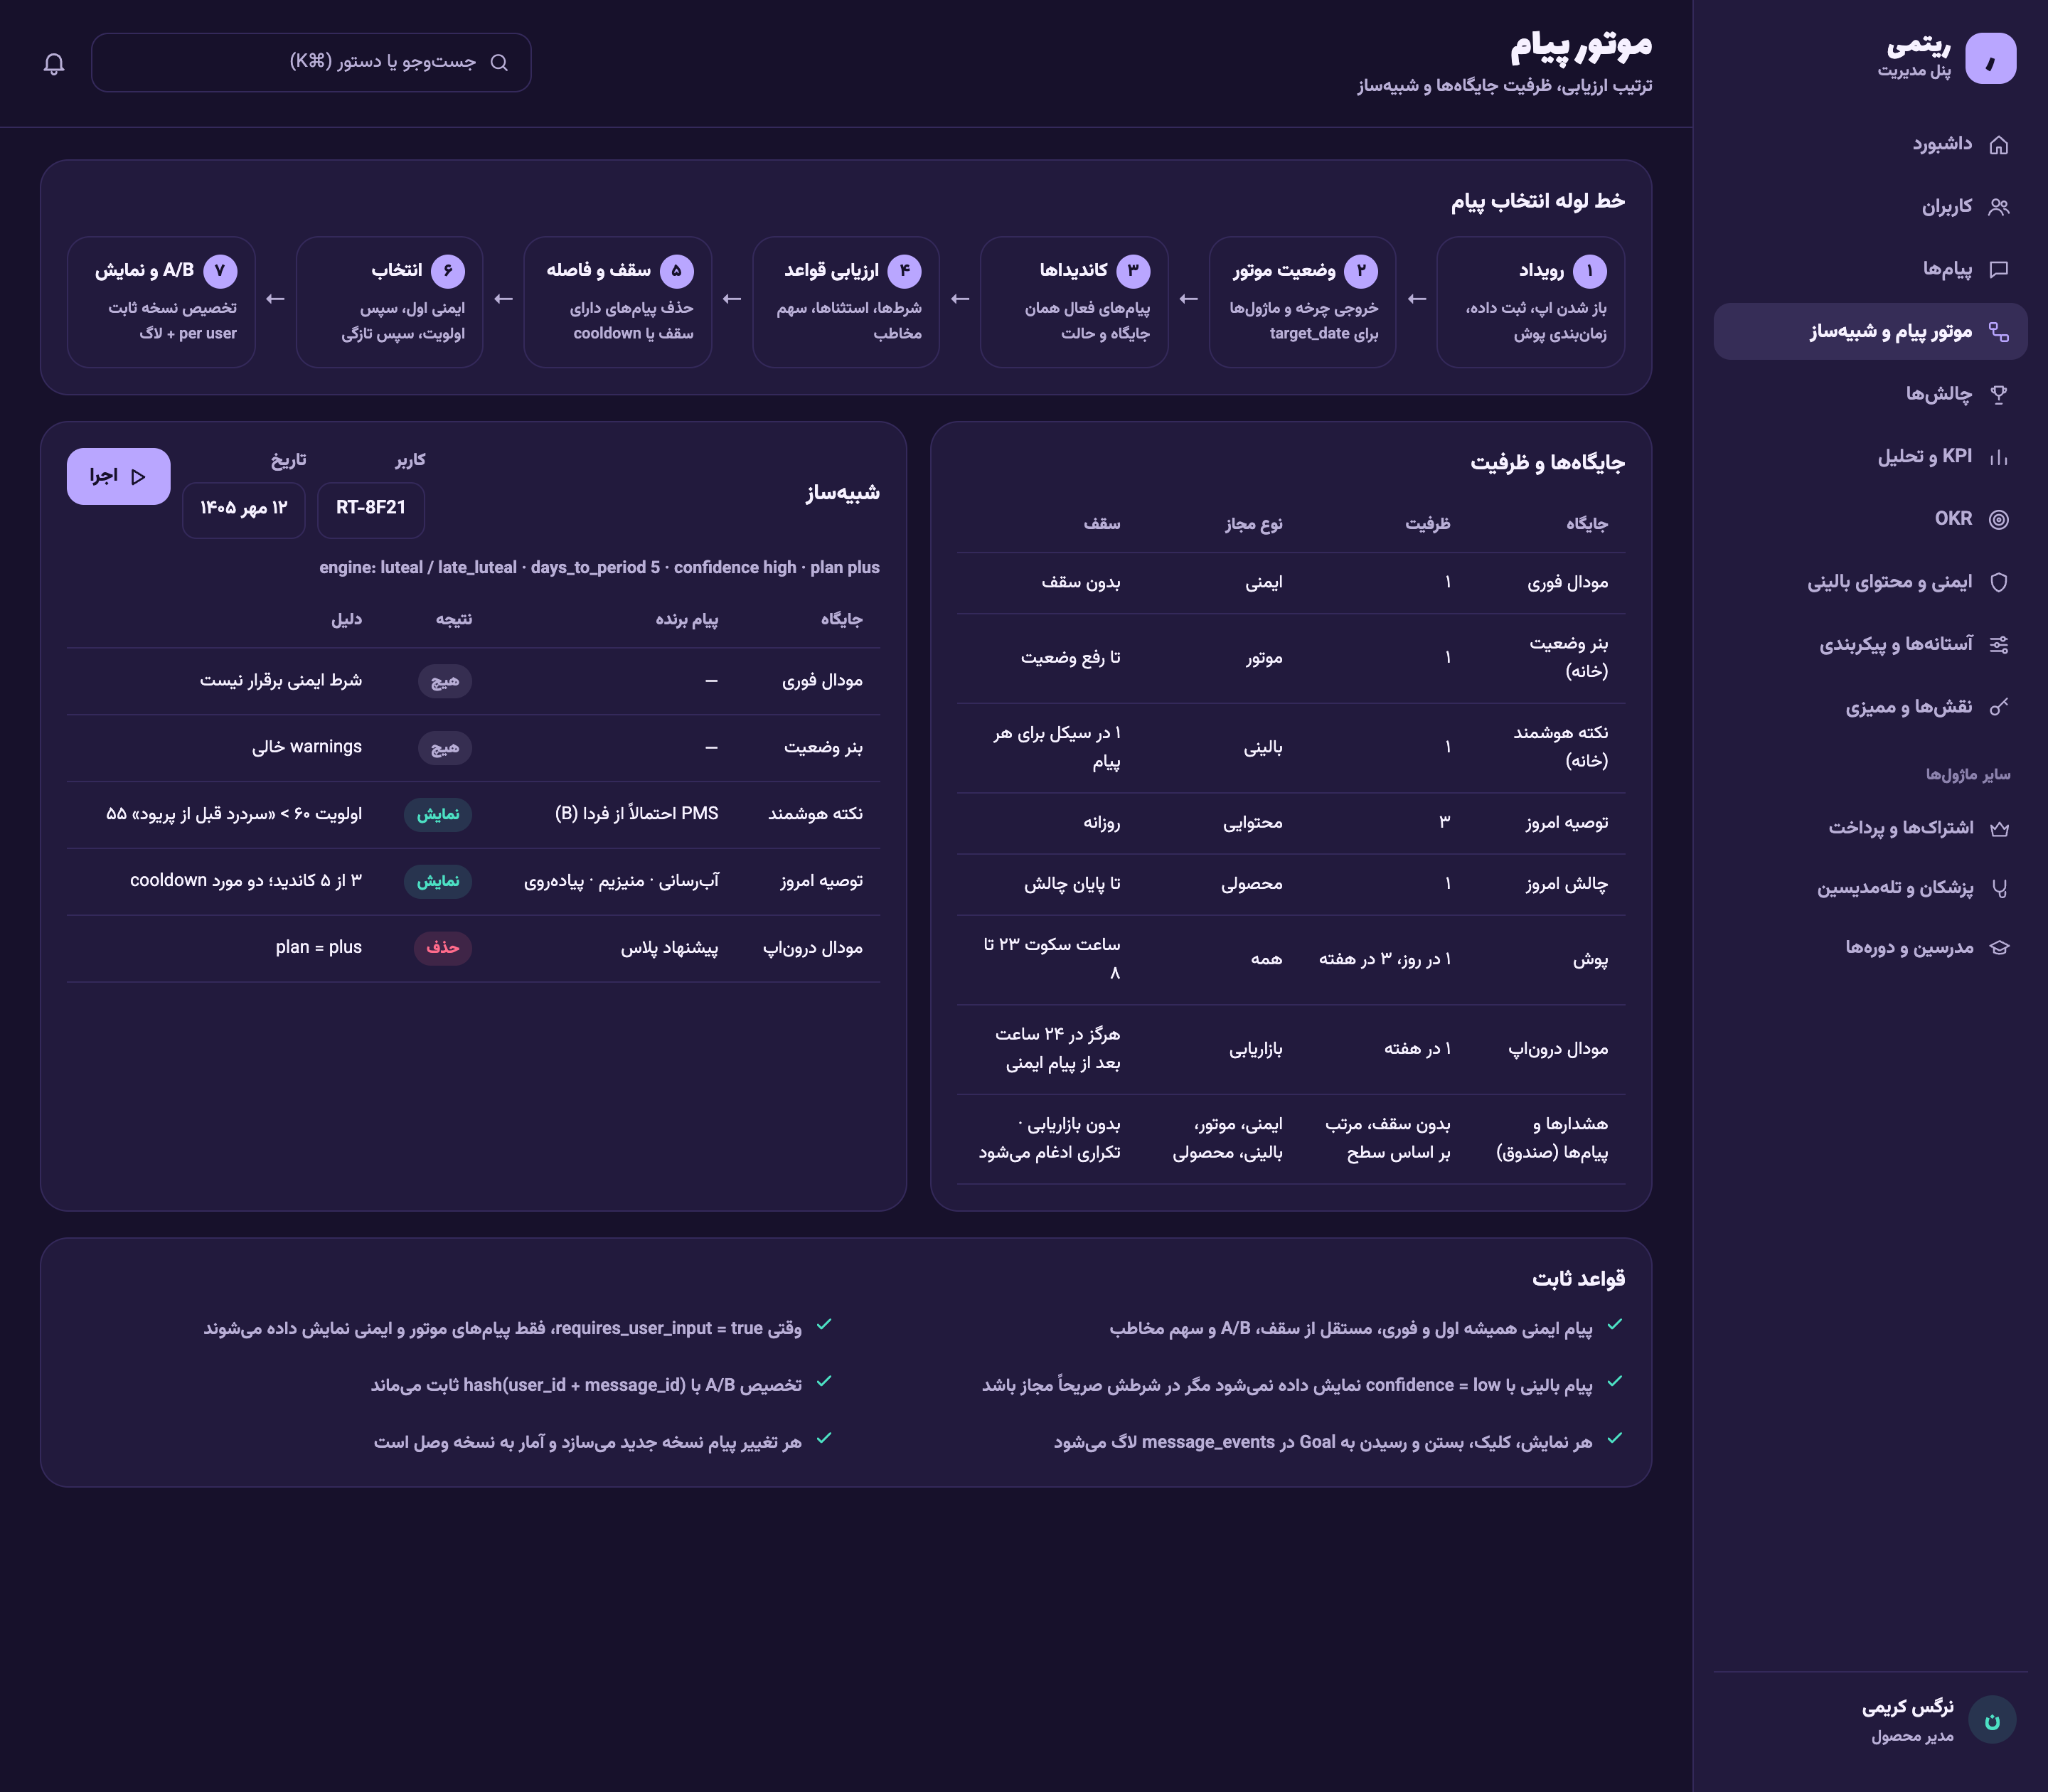 ریتمی
پنل مدیریت
داشبورد
کاربران
پیام‌ها
موتور پیام و شبیه‌ساز
چالش‌ها
KPI و تحلیل
OKR
ایمنی و محتوای بالینی
آستانه‌ها و پیکربندی
نقش‌ها و ممیزی
سایر ماژول‌ها
اشتراک‌ها و پرداخت
پزشکان و تله‌مدیسین
مدرسین و دوره‌ها
ن
نرگس کریمی
مدیر محصول
موتور پیام
ترتیب ارزیابی، ظرفیت جایگاه‌ها و شبیه‌ساز
جست‌وجو یا دستور (⌘K)
خط لوله انتخاب پیام
۱ رویداد
باز شدن اپ، ثبت داده،
زمان‌بندی پوش
۲ وضعیت موتور
خروجی چرخه و ماژول‌ها
برای target_date
۳ کاندیداها
پیام‌های فعال همان
جایگاه و حالت
۴ ارزیابی قواعد
شرط‌ها، استثناها، سهم
مخاطب
۵ سقف و فاصله
حذف پیام‌های دارای
سقف یا cooldown
۶ انتخاب
ایمنی اول، سپس
اولویت، سپس تازگی
۷ A/B و نمایش
تخصیص نسخه ثابت
per user + لاگ
جایگاه‌ها و ظرفیت
جایگاه ظرفیت نوع مجاز سقف
مودال فوری ۱ ایمنی بدون سقف
بنر وضعیت
(خانه) ۱ موتور تا رفع وضعیت
نکته هوشمند
(خانه) ۱ بالینی ۱ در سیکل برای هر
پیام
توصیه امروز ۳ محتوایی روزانه
چالش امروز ۱ محصولی تا پایان چالش
پوش ۱ در روز، ۳ در هفته همه ساعت سکوت ۲۳ تا
۸
مودال درون‌اپ ۱ در هفته بازاریابی هرگز در ۲۴ ساعت
بعد از پیام ایمنی
هشدارها و
پیام‌ها (صندوق) بدون سقف، مرتب
بر اساس سطح ایمنی، موتور،
بالینی، محصولی بدون بازاریابی ·
تکراری ادغام می‌شود
شبیه‌ساز
کاربر
RT-8F21
تاریخ
۱۲ مهر ۱۴۰۵
اجرا
engine: luteal / late_luteal · days_to_period 5 · confidence high · plan plus
جایگاه پیام برنده نتیجه دلیل
مودال فوری — هیچ شرط ایمنی برقرار نیست
بنر وضعیت — هیچ warnings خالی
نکته هوشمند PMS احتمالاً از فردا (B) نمایش اولویت ۶۰ > «سردرد قبل از پریود» ۵۵
توصیه امروز آب‌رسانی · منیزیم · پیاده‌روی نمایش ۳ از ۵ کاندید؛ دو مورد cooldown
مودال درون‌اپ پیشنهاد پلاس حذف plan = plus
قواعد ثابت
پیام ایمنی همیشه اول و فوری، مستقل از سقف، A/B و سهم مخاطب
وقتی requires_user_input = true، فقط پیام‌های موتور و ایمنی نمایش داده می‌شوند
پیام بالینی با confidence = low نمایش داده نمی‌شود مگر در شرطش صریحاً مجاز باشد
تخصیص A/B با hash(user_id + message_id) ثابت می‌ماند
هر نمایش، کلیک، بستن و رسیدن به Goal در message_events لاگ می‌شود
هر تغییر پیام نسخه جدید می‌سازد و آمار به نسخه وصل است